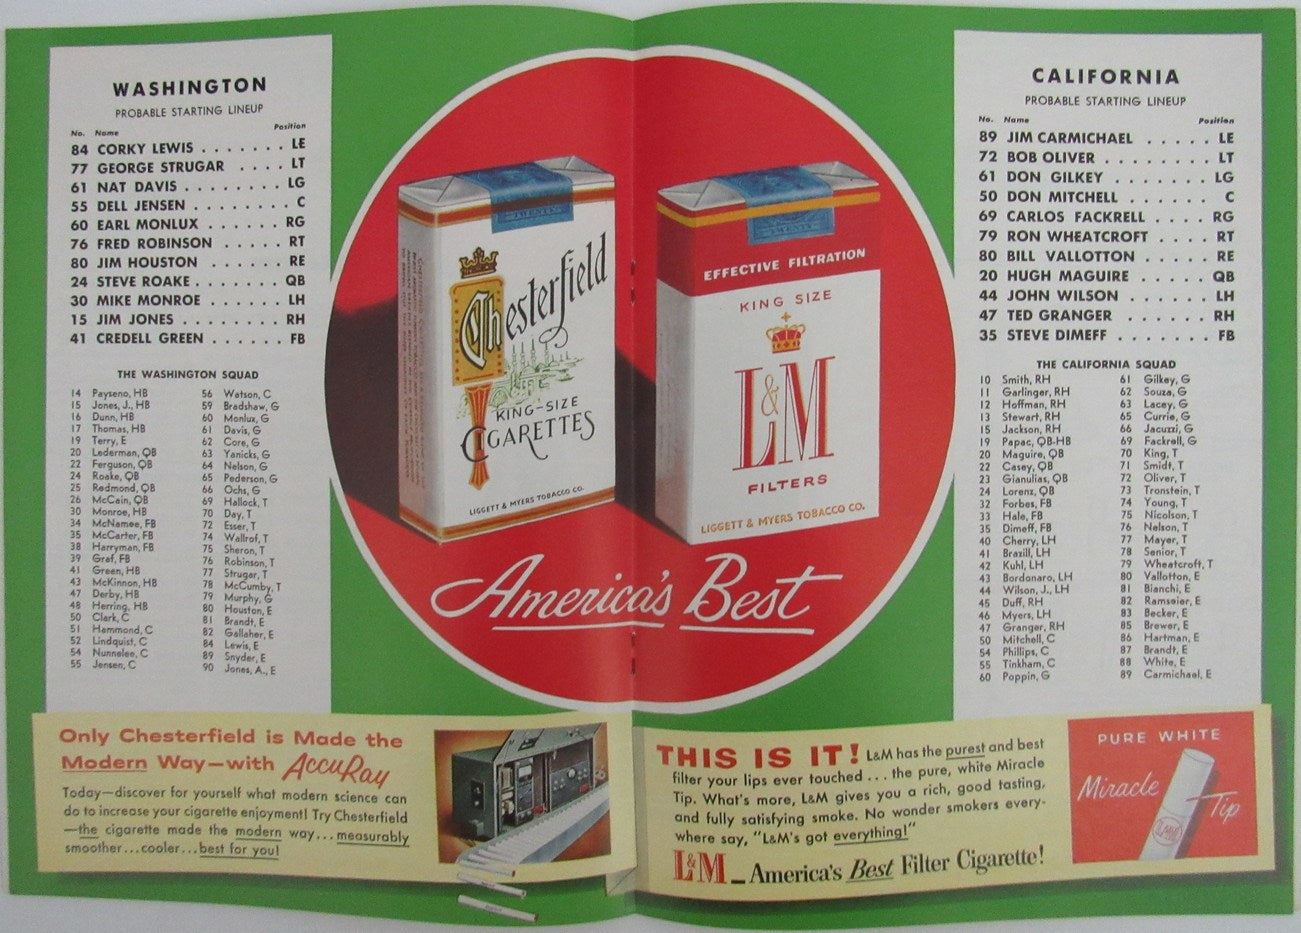 WASHINGTON
PROBABLE STARTING LINEUP
No. Name Position
84 CORKY LEWIS . . . . . . . LE
77 GEORGE STRUGAR . . . . LT
61 NAT DAVIS . . . . . . . . . LG
55 DELL JENSEN . . . . . . . . C
60 EARL MONLUX . . . . . . RG
76 FRED ROBINSON . . . . . . RT
80 JIM HOUSTON . . . . . . RE
24 STEVE ROAKE . . . . . . . QB
30 MIKE MONROE . . . . . . LH
15 JIM JONES . . . . . . . . RH
41 CREDELL GREEN . . . . . . FB
THE WASHINGTON SQUAD
14 Payseno, HB
15 Jones, J., HB
16 Dunn, HB
17 Thomas, HB
19 Terry, E
20 Lederman, QB
22 Ferguson, QB
24 Roake, QB
25 Redmond, QB
26 McCain, QB
30 Monroe, HB
34 McNamee, FB
35 McCarter, FB
38 Harryman, FB
39 Graf, FB
41 Green, HB
43 McKinnon, HB
47 Derby, HB
48 Herring, HB
50 Clark, C
51 Hammond, C
52 Lindquist, C
54 Nunnelee, C
55 Jensen, C
56 Watson, C
59 Bradshaw, G
60 Monlux, G
61 Davis, G
62 Core, G
63 Yanicks, G
64 Nelson, G
65 Pederson, G
66 Ochs, G
69 Hallock, T
70 Day, T
72 Esser, T
74 Wallrof, T
75 Sheron, T
76 Robinson, T
77 Strugar, T
78 McCumby, T
79 Murphy, G
80 Houston, E
81 Brandt, E
82 Gallaher, E
84 Lewis, E
89 Snyder, E
90 Jones, A., E
TWENTY
Chesterfield
KING-SIZE
CIGARETTES
LIGGETT & MYERS TOBACCO CO.
TWENTY
EFFECTIVE FILTRATION
KING SIZE
L&M
FILTERS
LIGGETT & MYERS TOBACCO CO.
America's Best
CALIFORNIA
PROBABLE STARTING LINEUP
No. Name Position
89 JIM CARMICHAEL . . . . . LE
72 BOB OLIVER . . . . . . . . LT
61 DON GILKEY . . . . . . . LG
50 DON MITCHELL . . . . . . C
69 CARLOS FACKRELL . . . . RG
79 RON WHEATCROFT . . . . RT
80 BILL VALLOTTON . . . . . RE
20 HUGH MAGUIRE . . . . . QB
44 JOHN WILSON . . . . . . LH
47 TED GRANGER . . . . . . RH
35 STEVE DIMEFF . . . . . . . FB
THE CALIFORNIA SQUAD
10 Smith, RH
11 Garlinger, RH
12 Hoffman, RH
13 Stewart, RH
15 Jackson, RH
19 Papac, QB-HB
20 Maguire, QB
22 Casey, QB
23 Gianulias, QB
24 Lorenz, QB
32 Forbes, FB
33 Hale, FB
35 Dimeff, FB
40 Cherry, LH
41 Brazill, LH
42 Kuhl, LH
43 Bordanaro, LH
44 Wilson, J., LH
45 Duff, RH
46 Myers, LH
47 Granger, RH
50 Mitchell, C
54 Phillips, C
55 Tinkham, C
60 Poppin, G
61 Gilkey, G
62 Souza, G
63 Lacey, G
65 Currie, G
66 Jacuzzi, G
69 Fackrell, G
70 King, T
71 Smidt, T
72 Oliver, T
73 Tronstein, T
74 Young, T
75 Nicolson, T
76 Nelson, T
77 Mayer, T
78 Senior, T
79 Wheatcroft, T
80 Vallotton, E
81 Bianchi, E
82 Ramseier, E
83 Becker, E
85 Brewer, E
86 Hartman, E
87 Brandt, E
88 White, E
89 Carmichael, E
Only Chesterfield is Made the
Modern Way—with AccuRay
Today—discover for yourself what modern science can
do to increase your cigarette enjoyment! Try Chesterfield
—the cigarette made the modern way...measurably
smoother...cooler...best for you!
THIS IS IT! L&M has the purest and best
filter your lips ever touched...the pure, white Miracle
Tip. What's more, L&M gives you a rich, good tasting,
and fully satisfying smoke. No wonder smokers every-
where say, "L&M's got everything!"
L&M — America's Best Filter Cigarette!
PURE WHITE
Miracle Tip
L&M